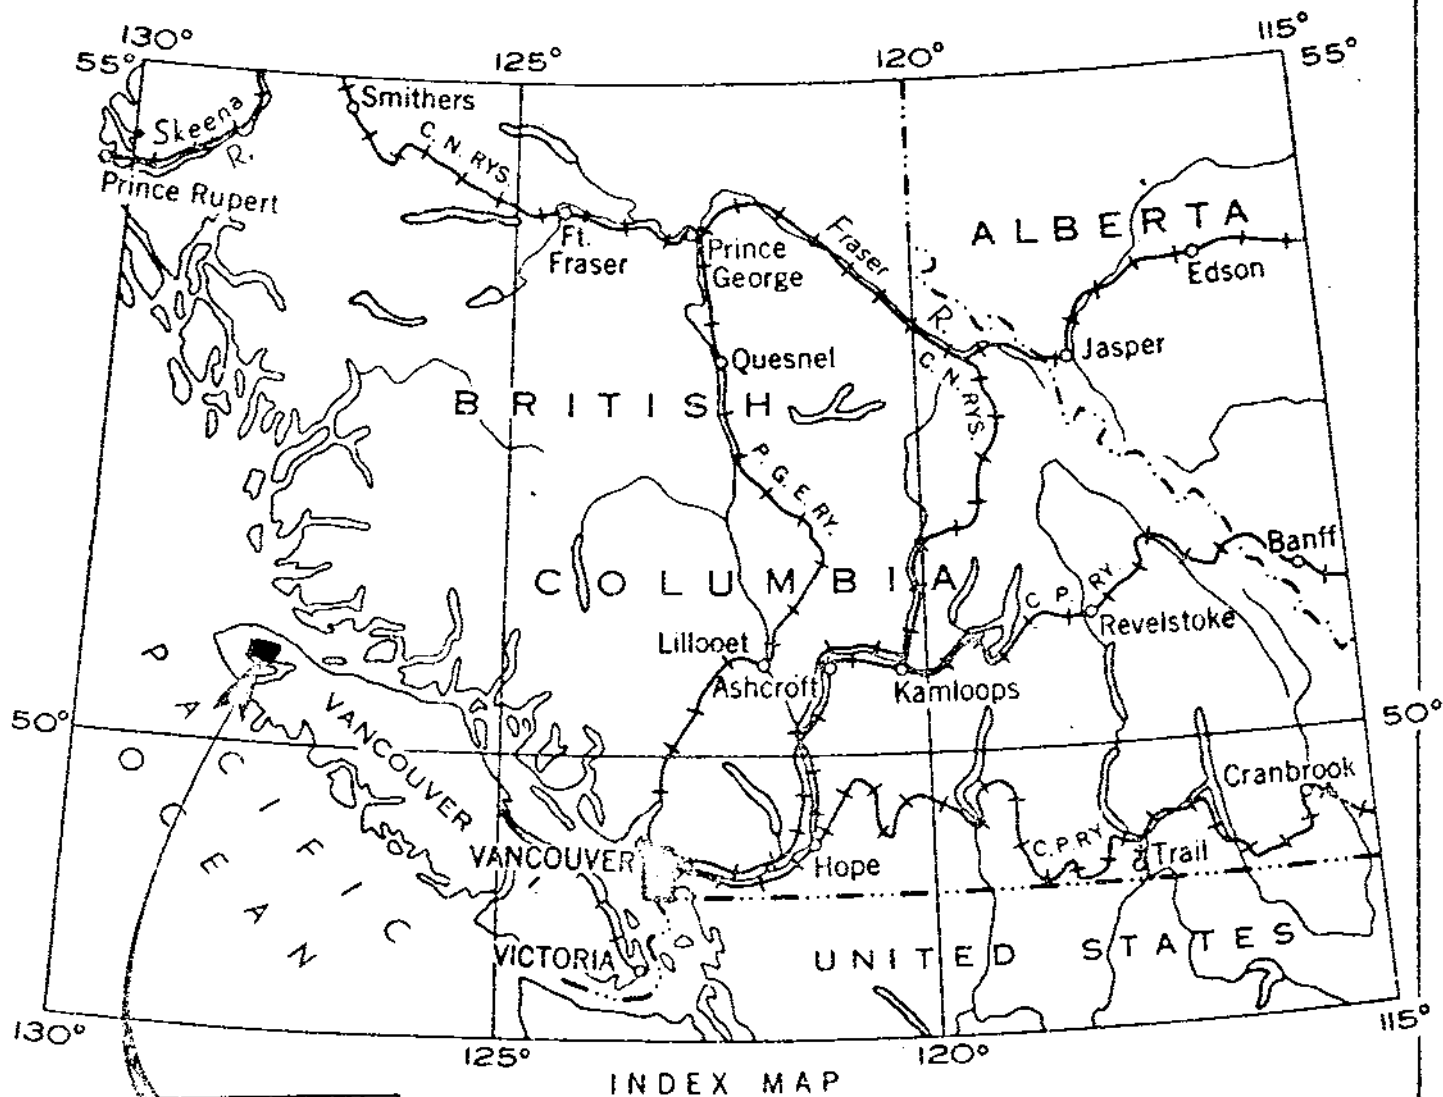 130°
125°
120°
115°
55°
55°
Smithers
Skeena
R.
C. N. RYS.
Prince Rupert
ALBERTA
Ft.
Fraser
Prince
George
Fraser
R.
Edson
Jasper
Quesnel
C. N. RYS.
BRITISH
P. G. E. RY.
Banff
COLUMBIA
C. P. RY.
Revelstoke
Lillooet
Ashcroft
Kamloops
50°
50°
PACIFIC
OCEAN
VANCOUVER
Cranbrook
VANCOUVER
Hope
C.P.RY.
Trail
VICTORIA
UNITED STATES
130°
125°
120°
115°
INDEX MAP